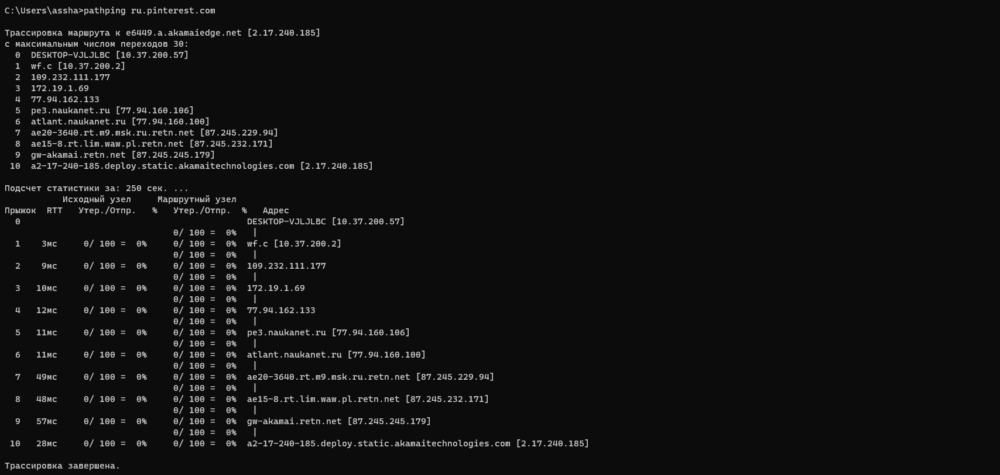 C:\Users\assha>pathping ru.pinterest.com
Трассировка маршрута к e6449.a.akamaiedge.net [2.17.240.185]
с максимальным числом переходов 30:
0 DESKTOP-VJLJLBC [10.37.200.57]
1 wf.c [10.37.200.2]
2 109.232.111.177
3 172.19.1.69
4 77.94.162.133
5 pe3.naukanet.ru [77.94.160.106]
6 atlant.naukanet.ru [77.94.160.100]
7 ae20-3640.rt.m9.msk.ru.retn.net [87.245.229.94]
8 ae15-8.rt.lim.waw.pl.retn.net [87.245.232.171]
9 gw-akamai.retn.net [87.245.245.179]
10 a2-17-240-185.deploy.static.akamaitechnologies.com [2.17.240.185]
Подсчет статистики за: 250 сек. ...
Исходный узел Маршрутный узел
Прыжок RTT Утер./Отпр. % Утер./Отпр. % Адрес
0 DESKTOP-VJLJLBC [10.37.200.57]
0/ 100 = 0% |
1 3мс 0/ 100 = 0% 0/ 100 = 0% wf.c [10.37.200.2]
0/ 100 = 0% |
2 9мс 0/ 100 = 0% 0/ 100 = 0% 109.232.111.177
0/ 100 = 0% |
3 10мс 0/ 100 = 0% 0/ 100 = 0% 172.19.1.69
0/ 100 = 0% |
4 12мс 0/ 100 = 0% 0/ 100 = 0% 77.94.162.133
0/ 100 = 0% |
5 11мс 0/ 100 = 0% 0/ 100 = 0% pe3.naukanet.ru [77.94.160.106]
0/ 100 = 0% |
6 11мс 0/ 100 = 0% 0/ 100 = 0% atlant.naukanet.ru [77.94.160.100]
0/ 100 = 0% |
7 49мс 0/ 100 = 0% 0/ 100 = 0% ae20-3640.rt.m9.msk.ru.retn.net [87.245.229.94]
0/ 100 = 0% |
8 48мс 0/ 100 = 0% 0/ 100 = 0% ae15-8.rt.lim.waw.pl.retn.net [87.245.232.171]
0/ 100 = 0% |
9 57мс 0/ 100 = 0% 0/ 100 = 0% gw-akamai.retn.net [87.245.245.179]
0/ 100 = 0% |
10 28мс 0/ 100 = 0% 0/ 100 = 0% a2-17-240-185.deploy.static.akamaitechnologies.com [2.17.240.185]
Трассировка завершена.